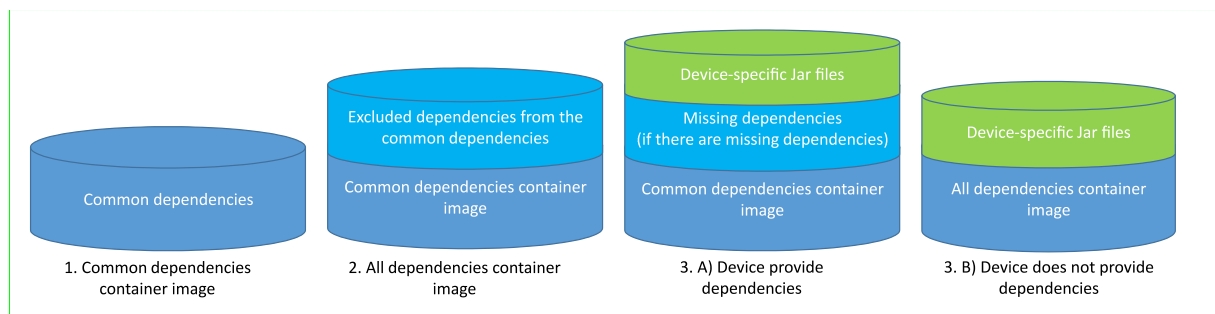 Common dependencies
1. Common dependencies
container image
Excluded dependencies from the
common dependencies
Common dependencies container
image
2. All dependencies container
image
Device-specific Jar files
Missing dependencies
(if there are missing dependencies)
Common dependencies container
image
3. A) Device provide
dependencies
Device-specific Jar files
All dependencies container
image
3. B) Device does not provide
dependencies